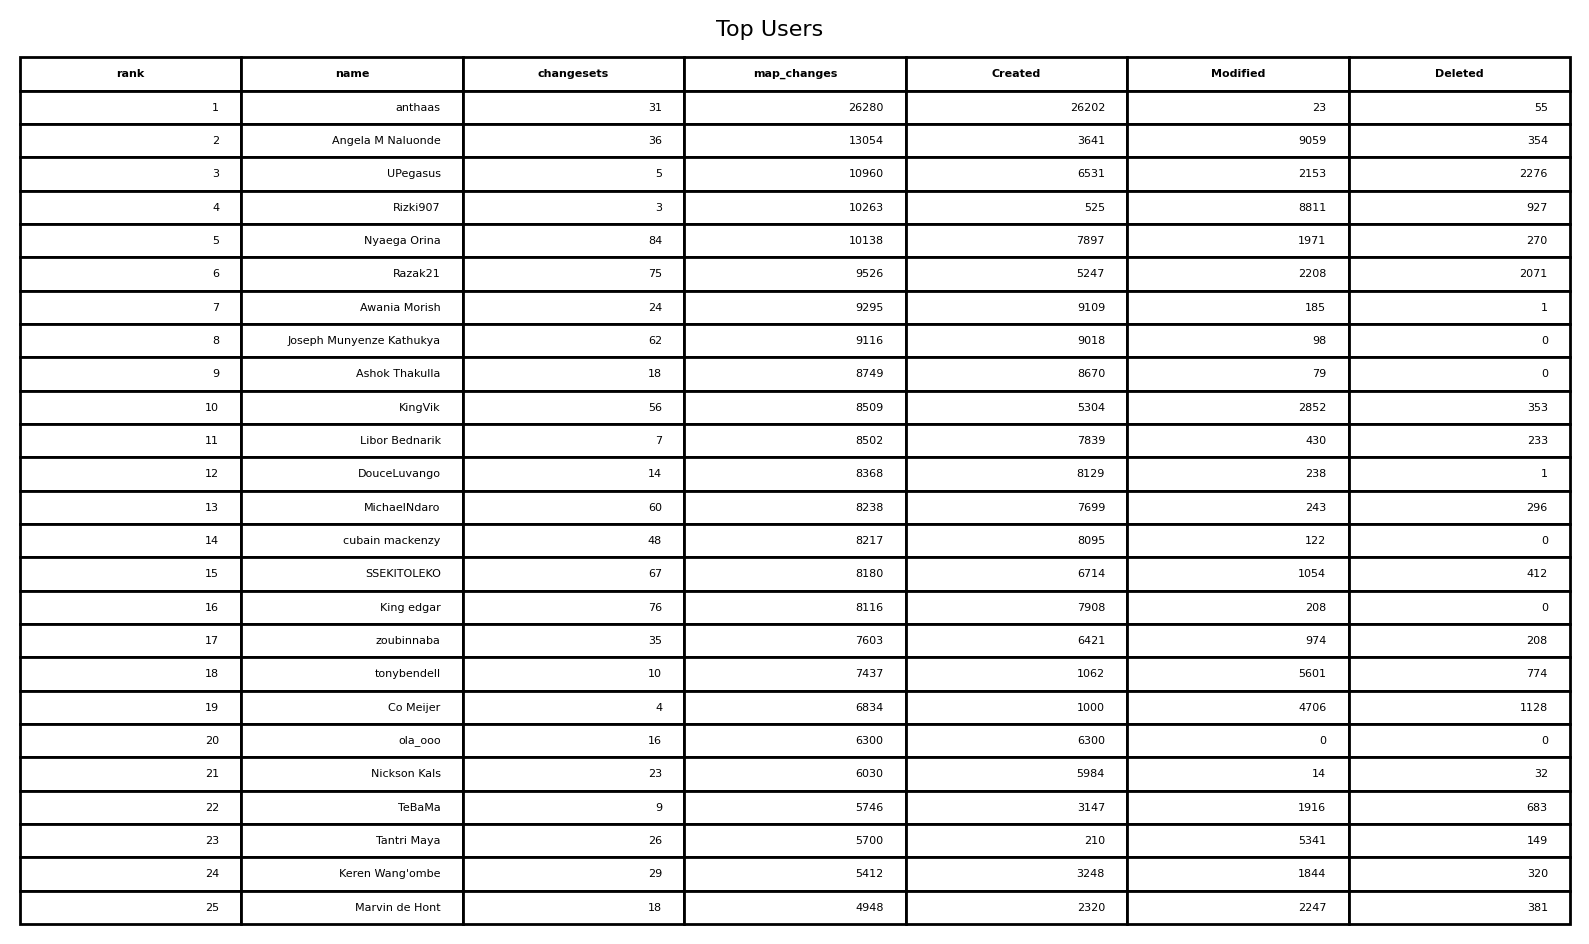 Top Users
rank name changesets map_changes Created Modified Deleted
1 anthaas 31 26280 26202 23 55
2 Angela M Naluonde 36 13054 3641 9059 354
3 UPegasus 5 10960 6531 2153 2276
4 Rizki907 3 10263 525 8811 927
5 Nyaega Orina 84 10138 7897 1971 270
6 Razak21 75 9526 5247 2208 2071
7 Awania Morish 24 9295 9109 185 1
8 Joseph Munyenze Kathukya 62 9116 9018 98 0
9 Ashok Thakulla 18 8749 8670 79 0
10 KingVik 56 8509 5304 2852 353
11 Libor Bednarik 7 8502 7839 430 233
12 DouceLuvango 14 8368 8129 238 1
13 MichaelNdaro 60 8238 7699 243 296
14 cubain mackenzy 48 8217 8095 122 0
15 SSEKITOLEKO 67 8180 6714 1054 412
16 King edgar 76 8116 7908 208 0
17 zoubinnaba 35 7603 6421 974 208
18 tonybendell 10 7437 1062 5601 774
19 Co Meijer 4 6834 1000 4706 1128
20 ola_ooo 16 6300 6300 0 0
21 Nickson Kals 23 6030 5984 14 32
22 TeBaMa 9 5746 3147 1916 683
23 Tantri Maya 26 5700 210 5341 149
24 Keren Wang'ombe 29 5412 3248 1844 320
25 Marvin de Hont 18 4948 2320 2247 381